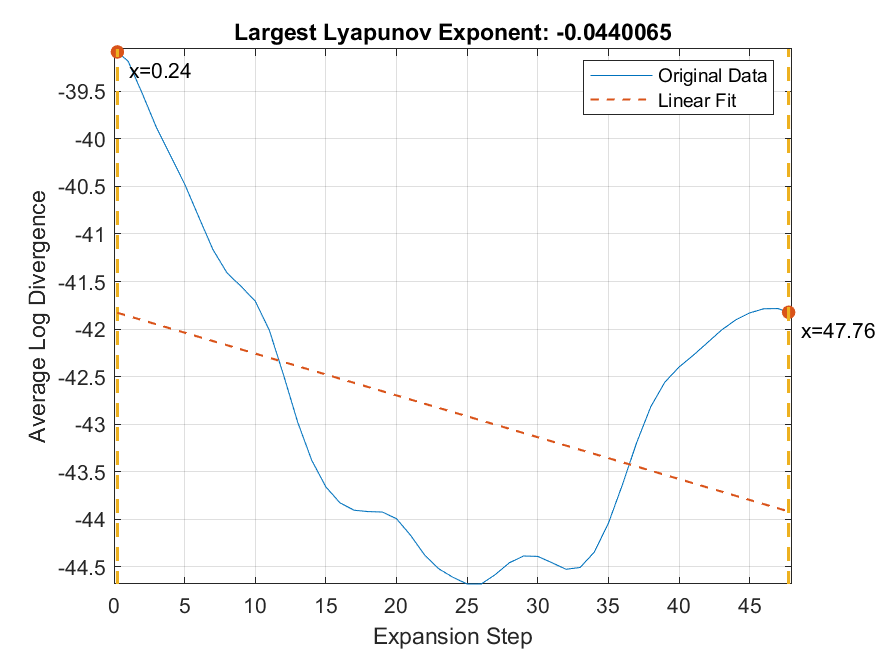 Largest Lyapunov Exponent: -0.0440065
x=0.24
Original Data
Linear Fit
-39.5
-40
-40.5
-41
-41.5
-42
-42.5
-43
-43.5
-44
-44.5
x=47.76
Average Log Divergence
0 5 10 15 20 25 30 35 40 45
Expansion Step